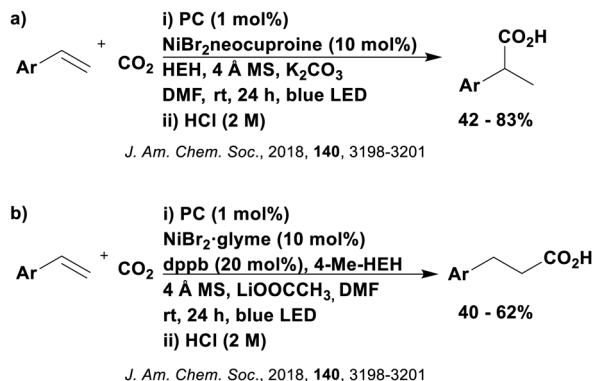 a)
i) PC (1 mol%)
NiBr2neocuproine (10 mol%)
Ar + CO2
HEH, 4 Å MS, K2CO3
DMF, rt, 24 h, blue LED
ii) HCl (2 M)
CO2H
Ar
42 - 83%
J. Am. Chem. Soc., 2018, 140, 3198-3201
b)
i) PC (1 mol%)
NiBr2·glyme (10 mol%)
Ar + CO2
dppb (20 mol%), 4-Me-HEH
4 Å MS, LiOOCCH3, DMF
rt, 24 h, blue LED
ii) HCl (2 M)
Ar
CO2H
40 - 62%
J. Am. Chem. Soc., 2018, 140, 3198-3201